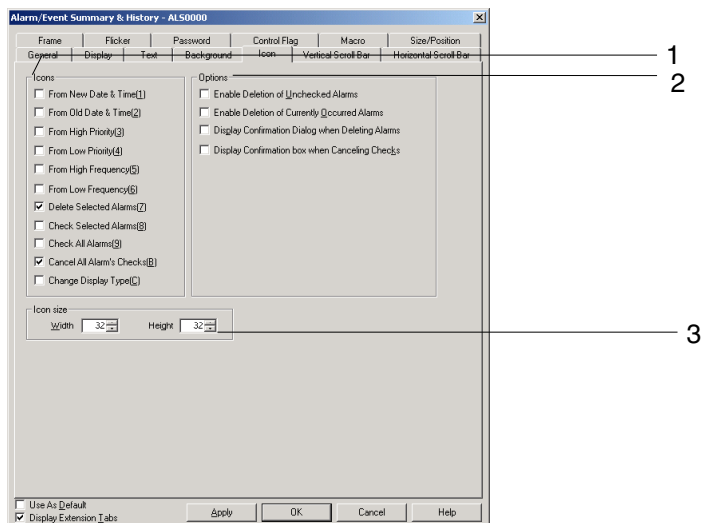 Alarm/Event Summary & History - ALS0000
Frame Flicker Password Control Flag Macro Size/Position
General Display Text Background Icon Vertical Scroll Bar Horizontal Scroll Bar
1
2
Icons
From New Date & Time(1)
From Old Date & Time(2)
From High Priority(3)
From Low Priority(4)
From High Frequency(5)
From Low Frequency(6)
Delete Selected Alarms(7)
Check Selected Alarms(8)
Check All Alarms(9)
Cancel All Alarm's Checks(B)
Change Display Type(C)
Options
Enable Deletion of Unchecked Alarms
Enable Deletion of Currently Occurred Alarms
Display Confirmation Dialog when Deleting Alarms
Display Confirmation box when Canceling Checks
Icon size
Width 32 Height 32
3
Use As Default
Display Extension Tabs
Apply OK Cancel Help